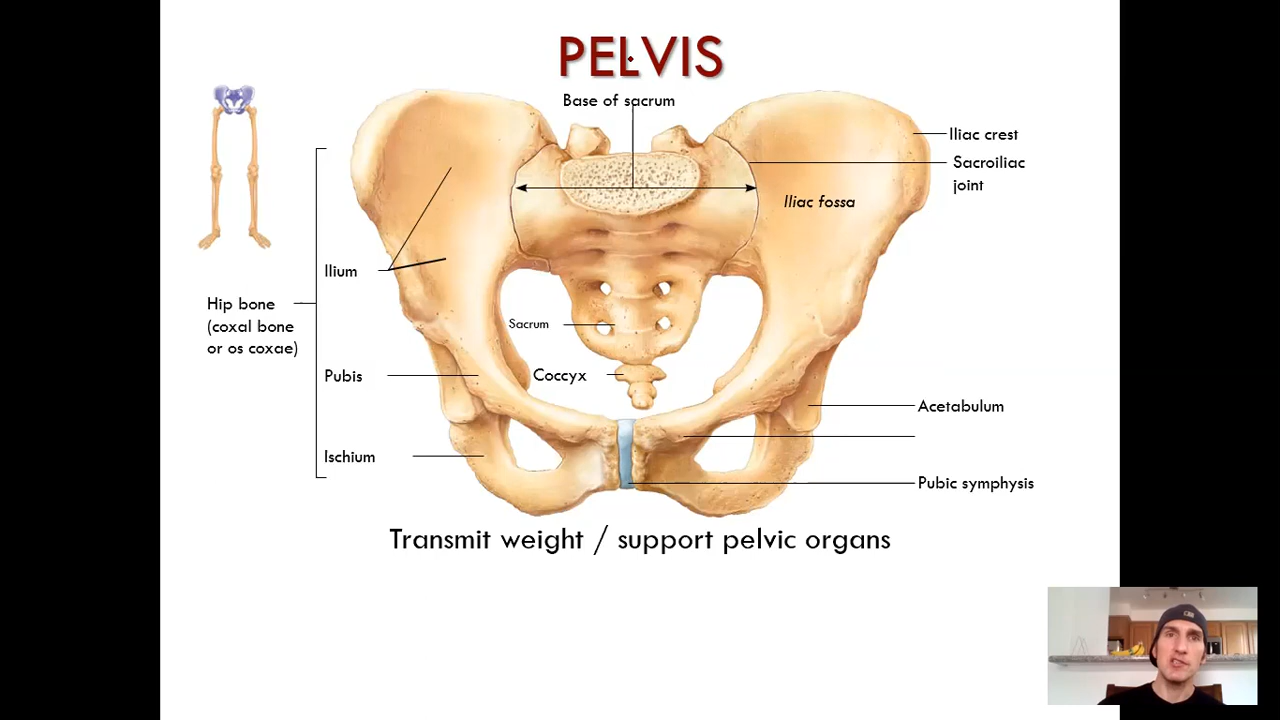 PELVIS
Base of sacrum
Iliac crest
Sacroiliac
joint
Iliac fossa
Ilium
Hip bone
(coxal bone
or os coxae)
Sacrum
Pubis
Coccyx
Acetabulum
Ischium
Pubic symphysis
Transmit weight / support pelvic organs